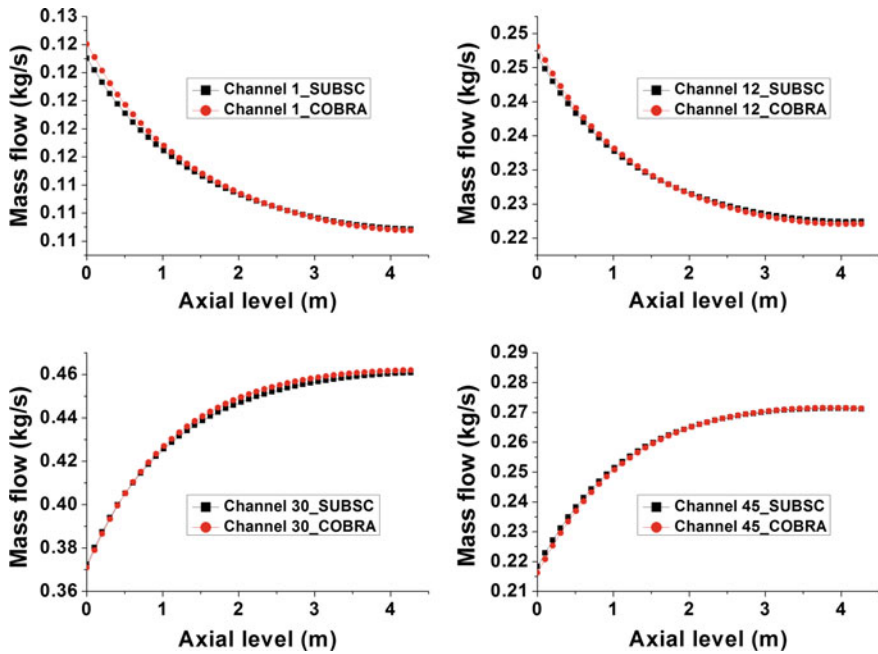 Mass flow (kg/s)
0.13
0.12
0.12
0.12
0.12
0.12
0.11
0.11
0.11
Channel 1_SUBSC
Channel 1_COBRA
0 1 2 3 4
Axial level (m)
Mass flow (kg/s)
0.25
0.25
0.24
0.24
0.23
0.23
0.22
Channel 12_SUBSC
Channel 12_COBRA
0 1 2 3 4
Axial level (m)
Mass flow (kg/s)
0.46
0.44
0.42
0.40
0.37
0.36
Channel 30_SUBSC
Channel 30_COBRA
0 1 2 3 4
Axial level (m)
Mass flow (kg/s)
0.29
0.28
0.27
0.26
0.25
0.23
0.22
0.21
Channel 45_SUBSC
Channel 45_COBRA
0 1 2 3 4
Axial level (m)